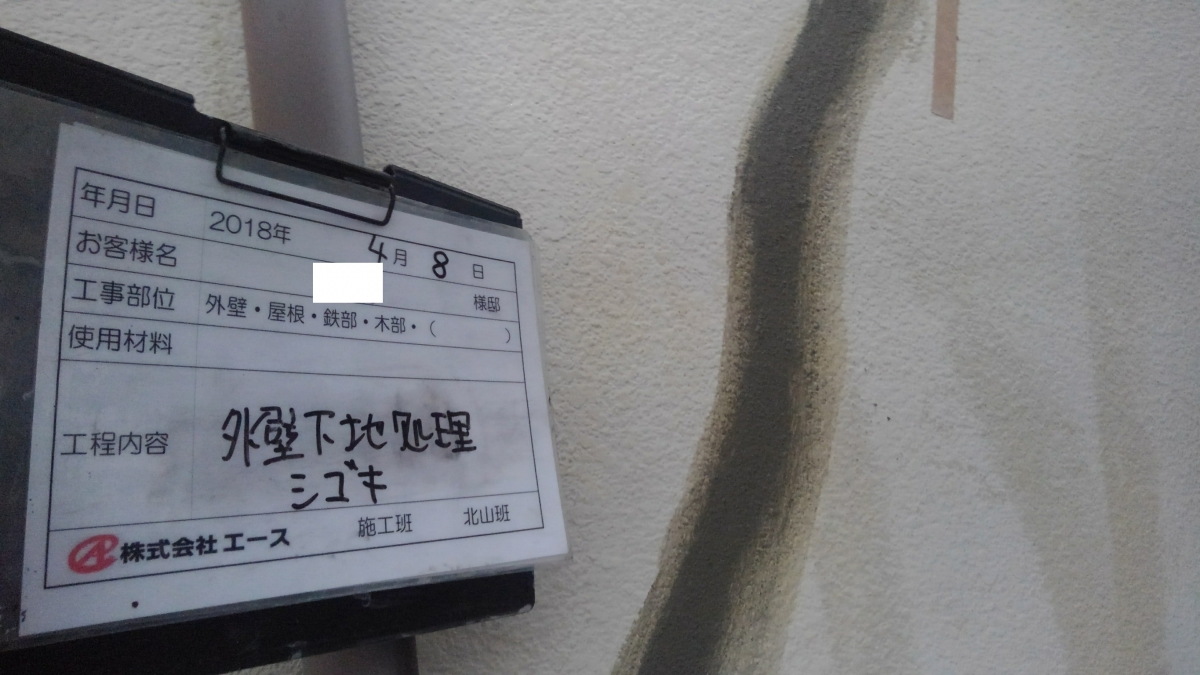 年月日 2018年 4月 8日
お客様名 様邸
工事部位 外壁・屋根・鉄部・木部・( )
使用材料
工程内容 外壁下地処理
シゴキ
株式会社エース 施工班 北山班